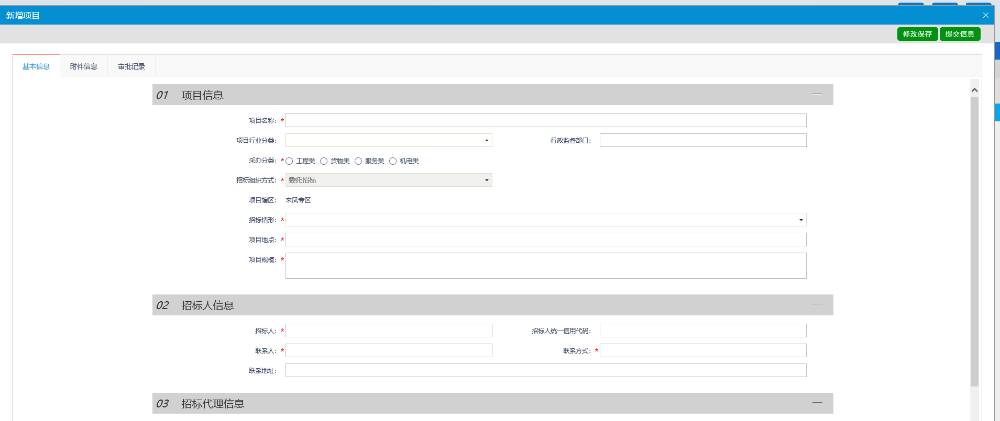 新增项目
修改保存 提交信息
基本信息 附件信息 审批记录
01 项目信息
项目名称: *
项目行业分类: 行政监督部门:
采办分类: * 工程类 货物类 服务类 机电类
招标组织方式: * 委托招标
项目辖区: 来凤专区
招标情形: *
项目地点: *
项目规模: *
02 招标人信息
招标人: * 招标人统一信用代码:
联系人: * 联系方式: *
联系地址:
03 招标代理信息